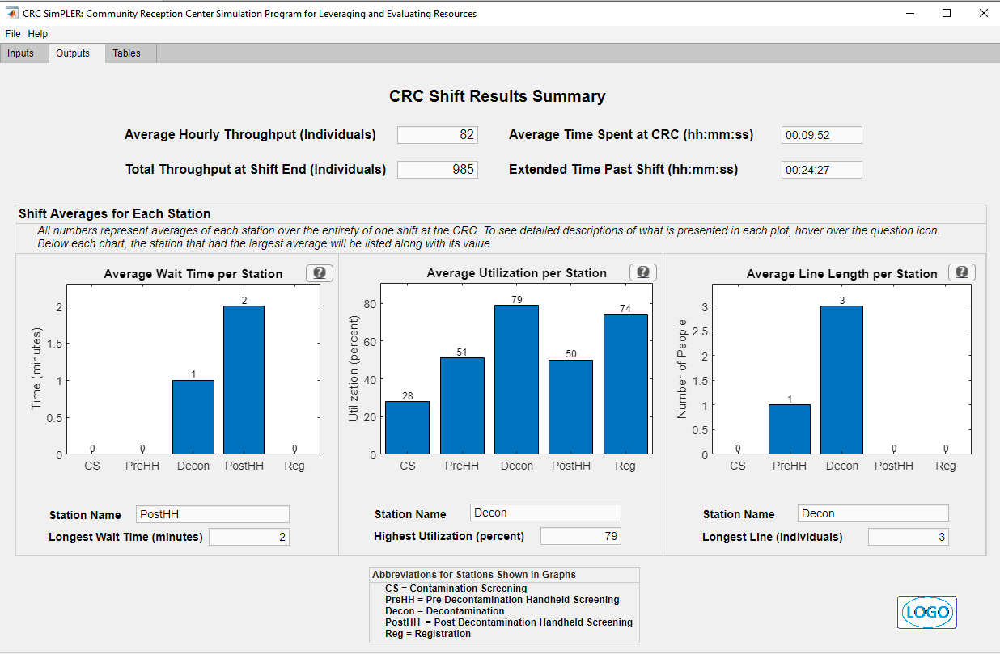 CRC SimPLER: Community Reception Center Simulation Program for Leveraging and Evaluating Resources
File Help
Inputs Outputs Tables
CRC Shift Results Summary
Average Hourly Throughput (Individuals) 82 Average Time Spent at CRC (hh:mm:ss) 00:09:52
Total Throughput at Shift End (Individuals) 985 Extended Time Past Shift (hh:mm:ss) 00:24:27
Shift Averages for Each Station
All numbers represent averages of each station over the entirety of one shift at the CRC. To see detailed descriptions of what is presented in each plot, hover over the question icon.
Below each chart, the station that had the largest average will be listed along with its value.
Average Wait Time per Station ?
Time (minutes)
2
1.5
1
0.5
0
0 0 1 2 0
CS PreHH Decon PostHH Reg
Station Name PostHH
Longest Wait Time (minutes) 2
Average Utilization per Station ?
Utilization (percent)
80
60
40
20
0
28 51 79 50 74
CS PreHH Decon PostHH Reg
Station Name Decon
Highest Utilization (percent) 79
Average Line Length per Station ?
Number of People
3
2.5
2
1.5
1
0.5
0
0 1 3 0 0
CS PreHH Decon PostHH Reg
Station Name Decon
Longest Line (Individuals) 3
Abbreviations for Stations Shown in Graphs
CS = Contamination Screening
PreHH = Pre Decontamination Handheld Screening
Decon = Decontamination
PostHH = Post Decontamination Handheld Screening
Reg = Registration
LOGO